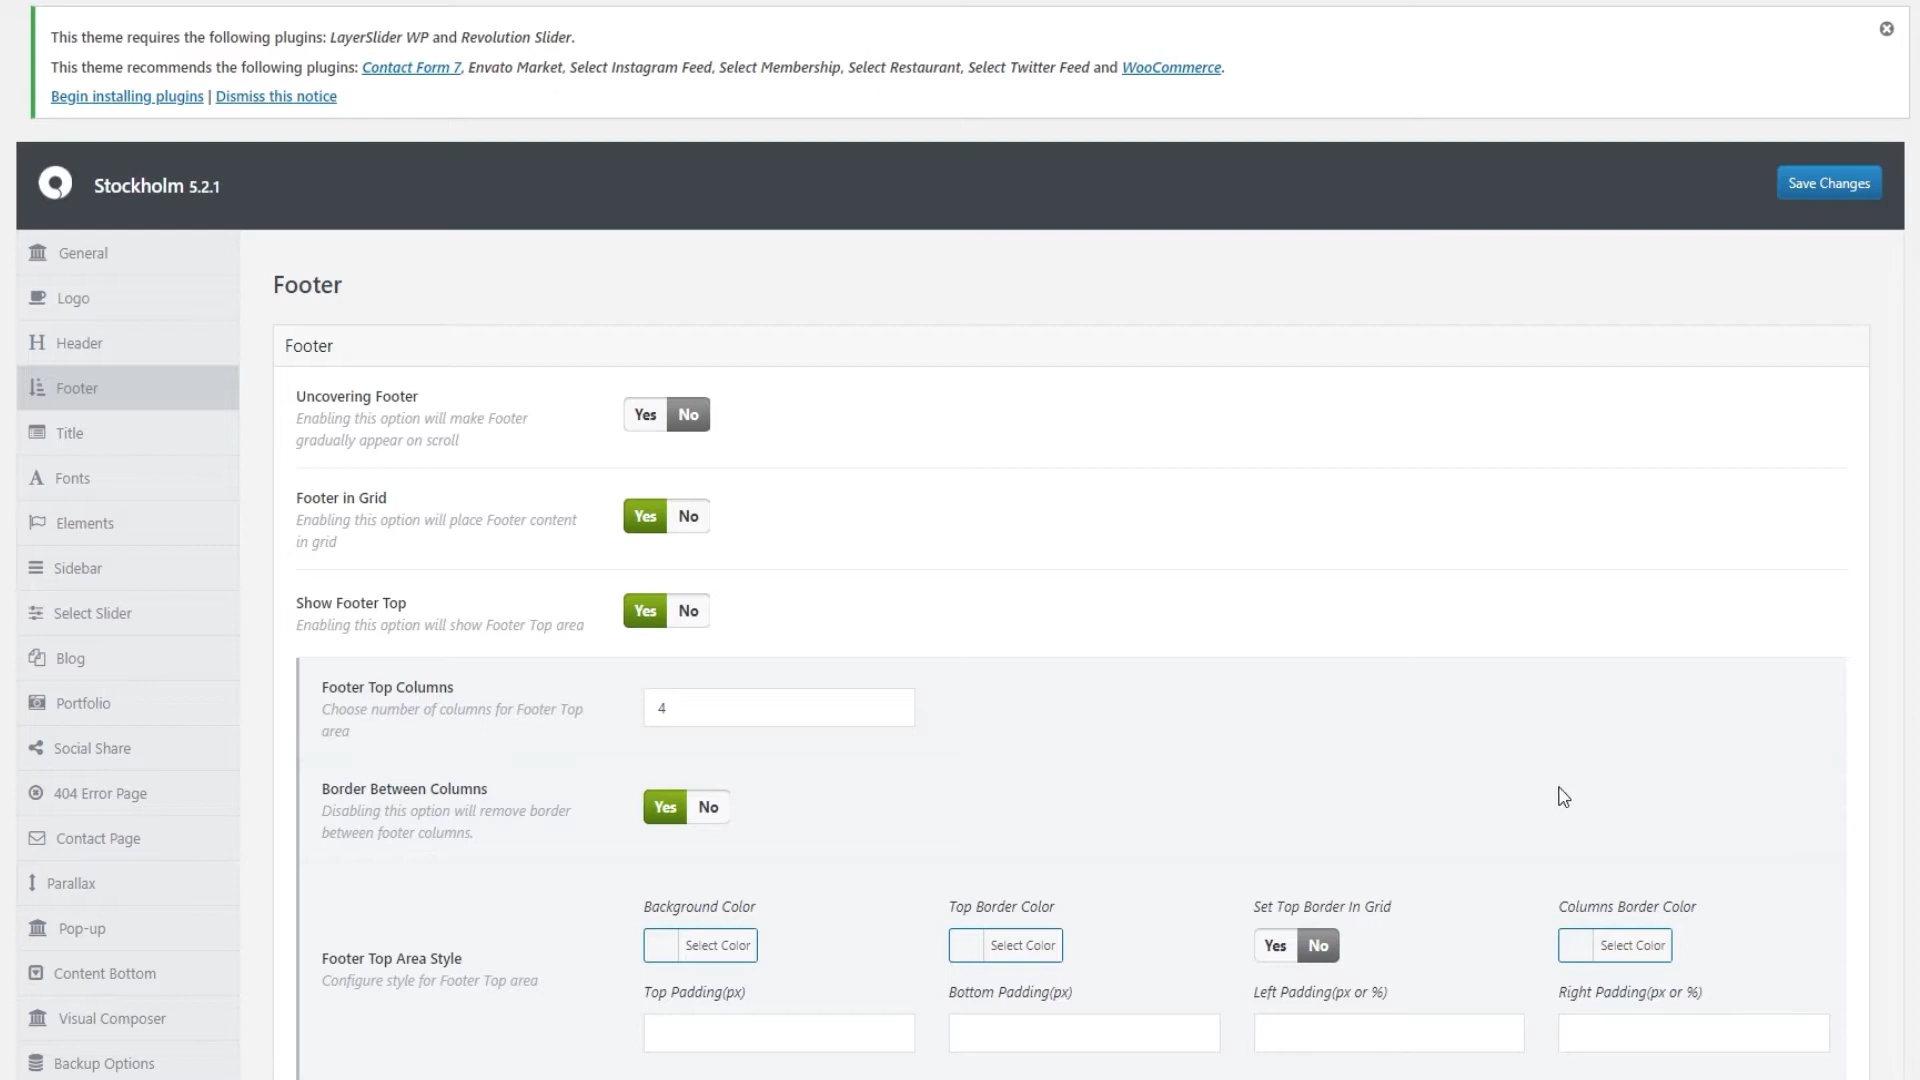 This theme requires the following plugins: LayerSlider WP and Revolution Slider.
This theme recommends the following plugins: Contact Form 7, Envato Market, Select Instagram Feed, Select Membership, Select Restaurant, Select Twitter Feed and WooCommerce.
Begin installing plugins | Dismiss this notice
Stockholm 5.2.1
Save Changes
General
Logo
Header
Footer
Title
Fonts
Elements
Sidebar
Select Slider
Blog
Portfolio
Social Share
404 Error Page
Contact Page
Parallax
Pop-up
Content Bottom
Visual Composer
Backup Options
Footer
Footer
Uncovering Footer
Enabling this option will make Footer
gradually appear on scroll
Yes No
Footer in Grid
Enabling this option will place Footer content
in grid
Yes No
Show Footer Top
Enabling this option will show Footer Top area
Yes No
Footer Top Columns
Choose number of columns for Footer Top
area
4
Border Between Columns
Disabling this option will remove border
between footer columns.
Yes No
Footer Top Area Style
Configure style for Footer Top area
Background Color
Select Color
Top Border Color
Select Color
Set Top Border In Grid
Yes No
Columns Border Color
Select Color
Top Padding(px)
Bottom Padding(px)
Left Padding(px or %)
Right Padding(px or %)